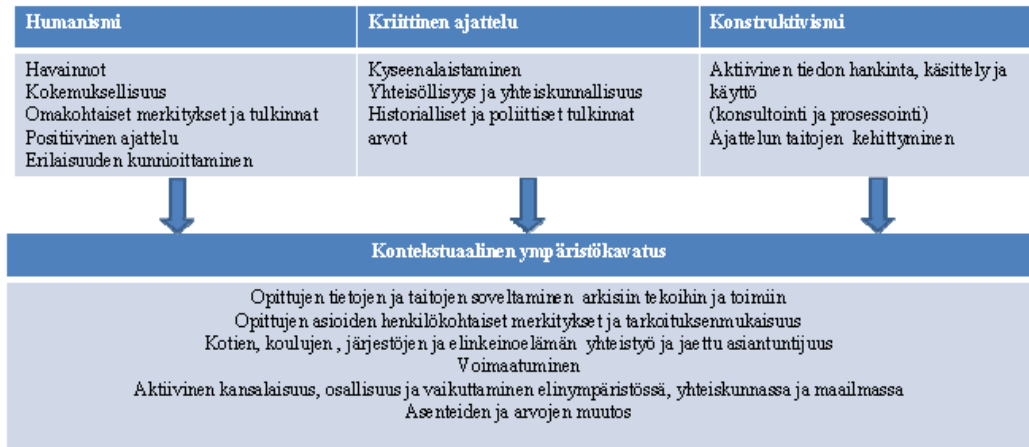 Humanismi
Havainnot
Kokemuksellisuus
Omakohtaiset merkitykset ja tulkinnat
Positiivinen ajattelu
Erilaisuuden kunnioittaminen
Kriittinen ajattelu
Kyseenalaistaminen
Yhteisöllisyys ja yhteiskunnallisuus
Historialliset ja poliittiset tulkinnat
arvot
Konstruktivismi
Aktiivinen tiedon hankinta, käsittely ja
käyttö
(konsultointi ja prosessointi)
Ajattelun taitojen kehittyminen
Kontekstuaalinen ympäristökavatus
Opittujen tietojen ja taitojen soveltaminen arkisiin tekoihin ja toimiin
Opittujen asioiden henkilökohtaiset merkitykset ja tarkoituksenmukaisuus
Kotien, koulujen , järjestöjen ja elinkeinoelämän yhteistyö ja jaettu asiantuntijuus
Voimaatuminen
Aktiivinen kansalaisuus, osallisuus ja vaikuttaminen elinympäristössä, yhteiskunnassa ja maailmassa
Asenteiden ja arvojen muutos